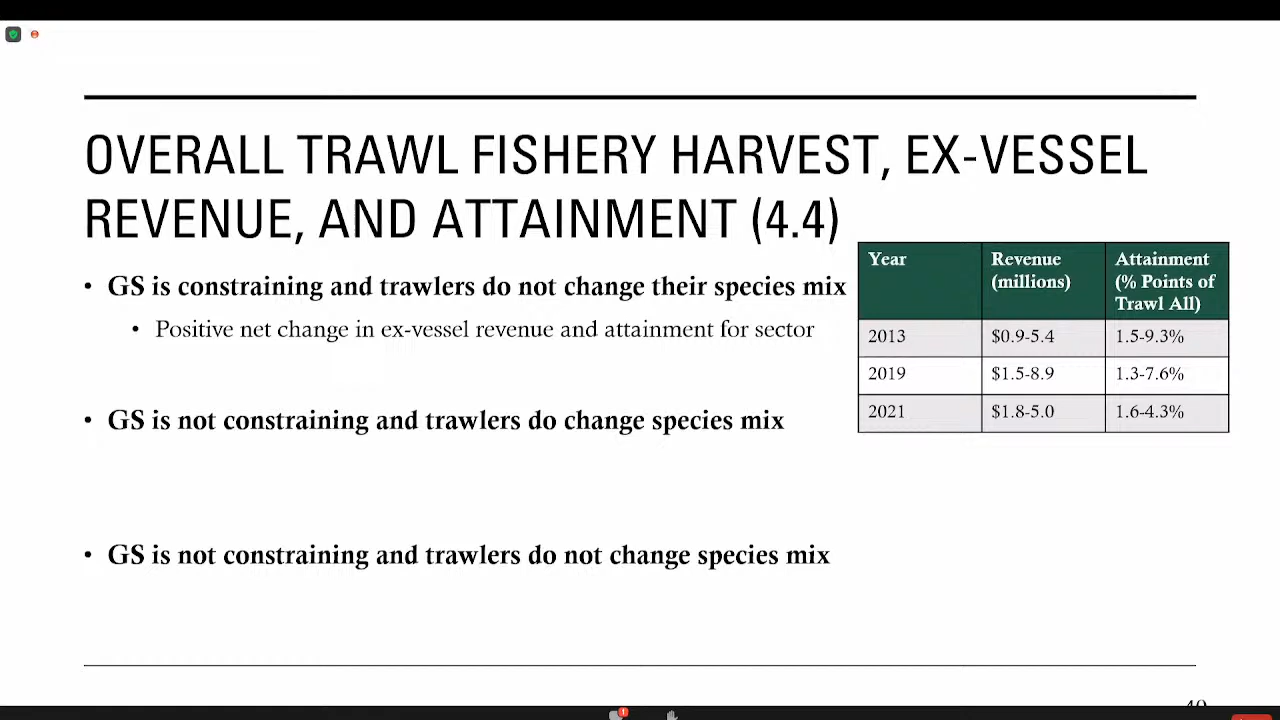 OVERALL TRAWL FISHERY HARVEST, EX-VESSEL
REVENUE, AND ATTAINMENT (4.4)
• GS is constraining and trawlers do not change their species mix
• Positive net change in ex-vessel revenue and attainment for sector
• GS is not constraining and trawlers do change species mix
• GS is not constraining and trawlers do not change species mix
Year Revenue (millions) Attainment (% Points of Trawl All)
2013 $0.9-5.4 1.5-9.3%
2019 $1.5-8.9 1.3-7.6%
2021 $1.8-5.0 1.6-4.3%